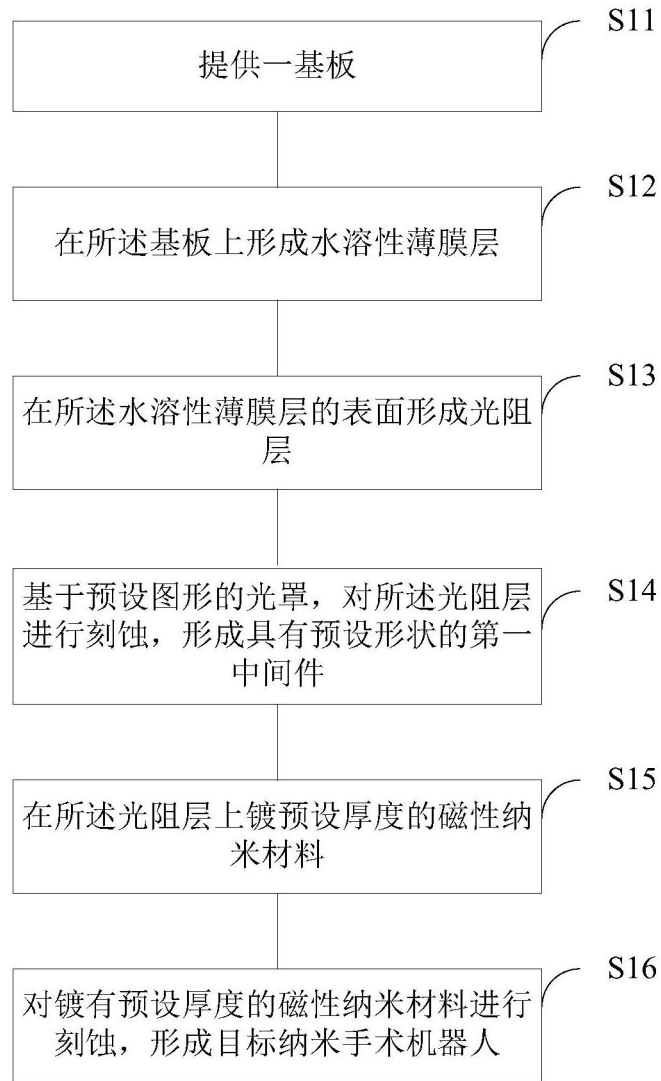 S11
提供一基板
S12
在所述基板上形成水溶性薄膜层
S13
在所述水溶性薄膜层的表面形成光阻
层
S14
基于预设图形的光罩，对所述光阻层
进行刻蚀，形成具有预设形状的第一
中间件
S15
在所述光阻层上镀预设厚度的磁性纳
米材料
S16
对镀有预设厚度的磁性纳米材料进行
刻蚀，形成目标纳米手术机器人